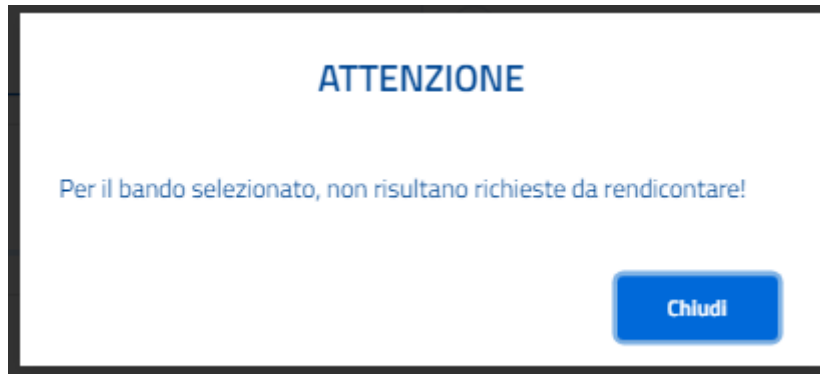 ATTENZIONE
Per il bando selezionato, non risultano richieste da rendicontare!
Chiudi